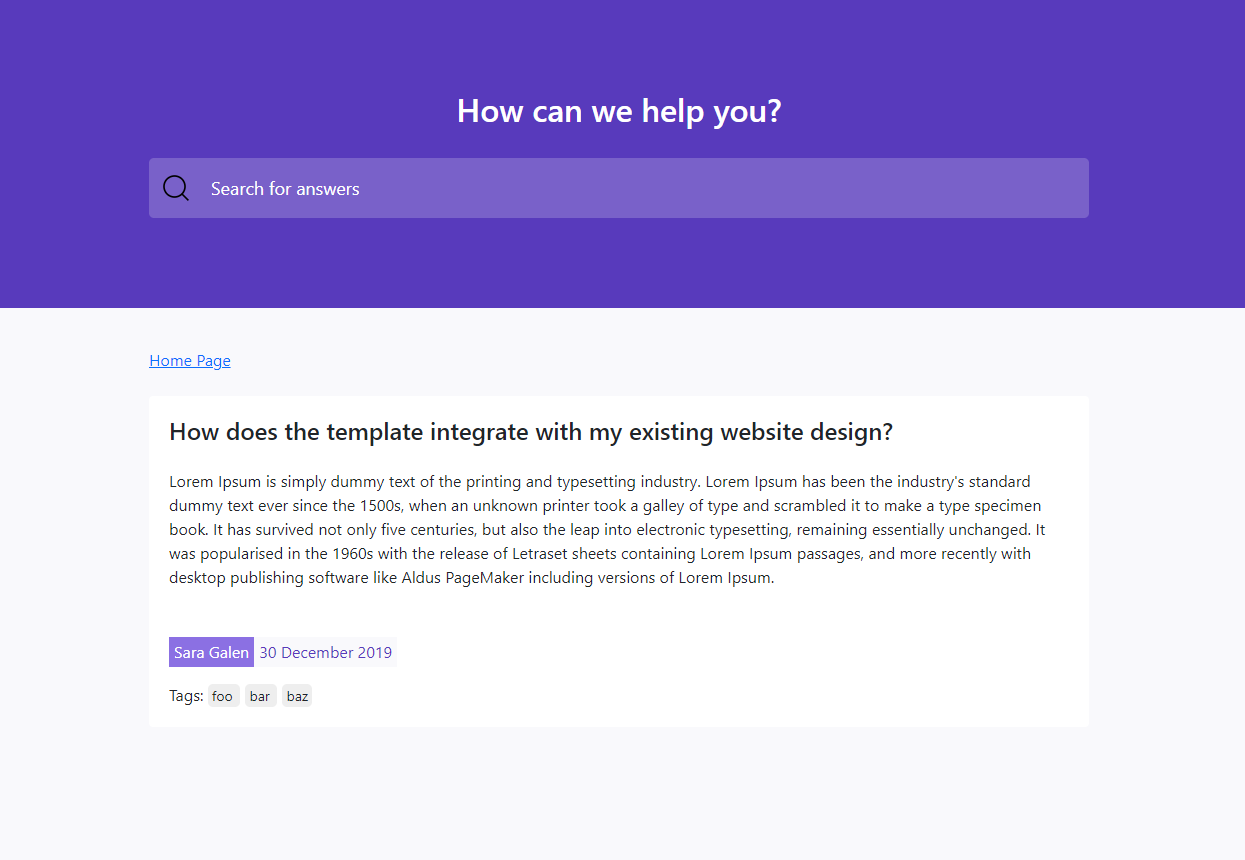 How can we help you?
Search for answers
Home Page
How does the template integrate with my existing website design?
Lorem Ipsum is simply dummy text of the printing and typesetting industry. Lorem Ipsum has been the industry's standard
dummy text ever since the 1500s, when an unknown printer took a galley of type and scrambled it to make a type specimen
book. It has survived not only five centuries, but also the leap into electronic typesetting, remaining essentially unchanged. It
was popularised in the 1960s with the release of Letraset sheets containing Lorem Ipsum passages, and more recently with
desktop publishing software like Aldus PageMaker including versions of Lorem Ipsum.
Sara Galen 30 December 2019
Tags: foo bar baz